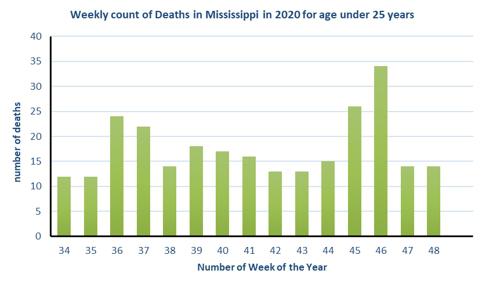 Weekly count of Deaths in Mississippi in 2020 for age under 25 years
number of deaths
40
35
30
25
20
15
10
5
0
34 35 36 37 38 39 40 41 42 43 44 45 46 47 48
Number of Week of the Year